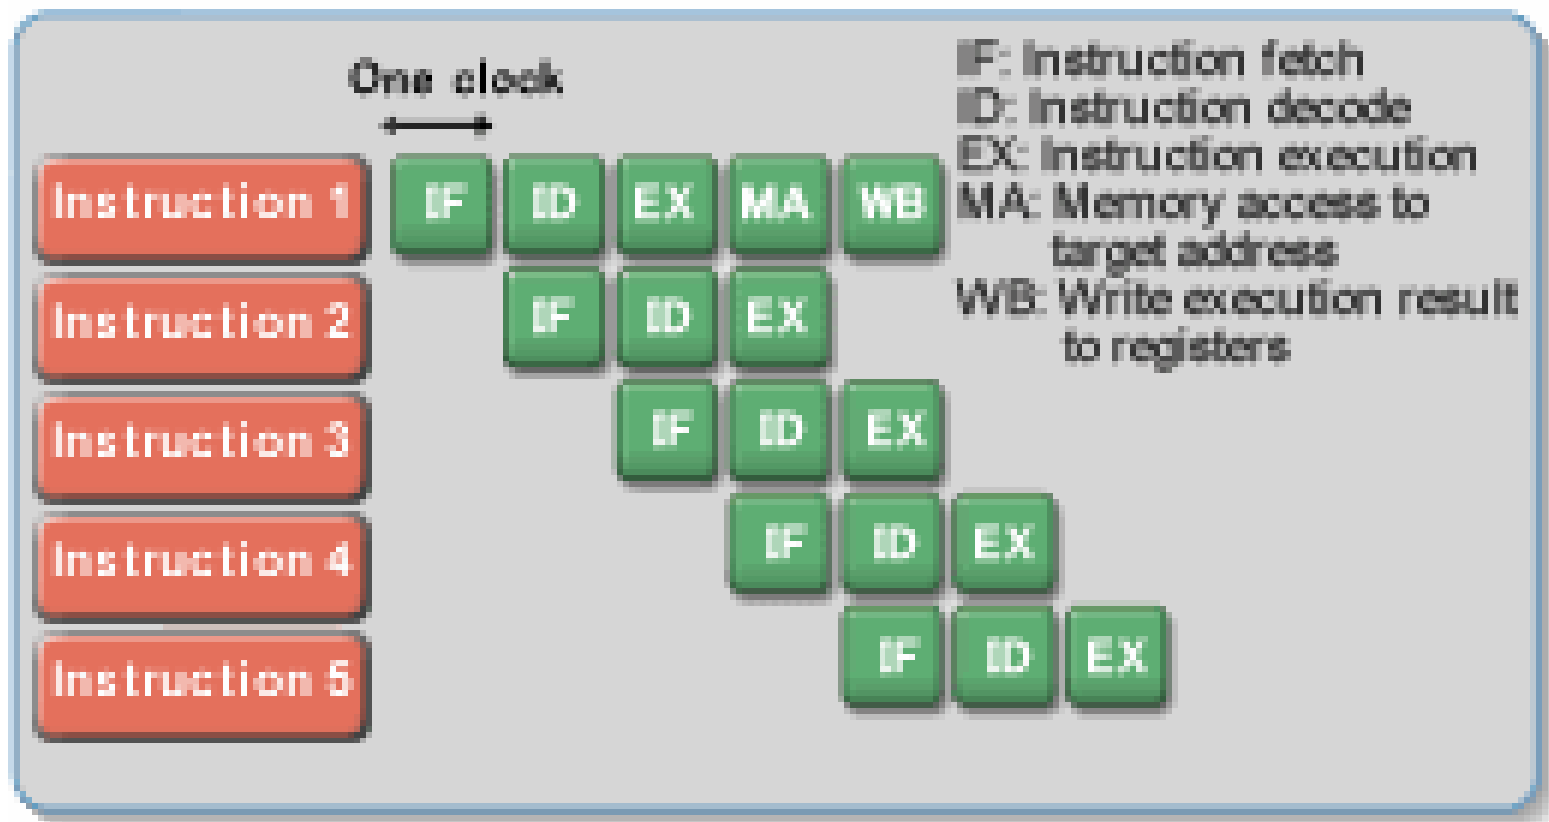 One clock
IF: Instruction fetch
ID: Instruction decode
EX: Instruction execution
MA: Memory access to
target address
WB: Write execution result
to registers
Instruction 1 IF ID EX MA WB
Instruction 2 IF ID EX
Instruction 3 IF ID EX
Instruction 4 IF ID EX
Instruction 5 IF ID EX